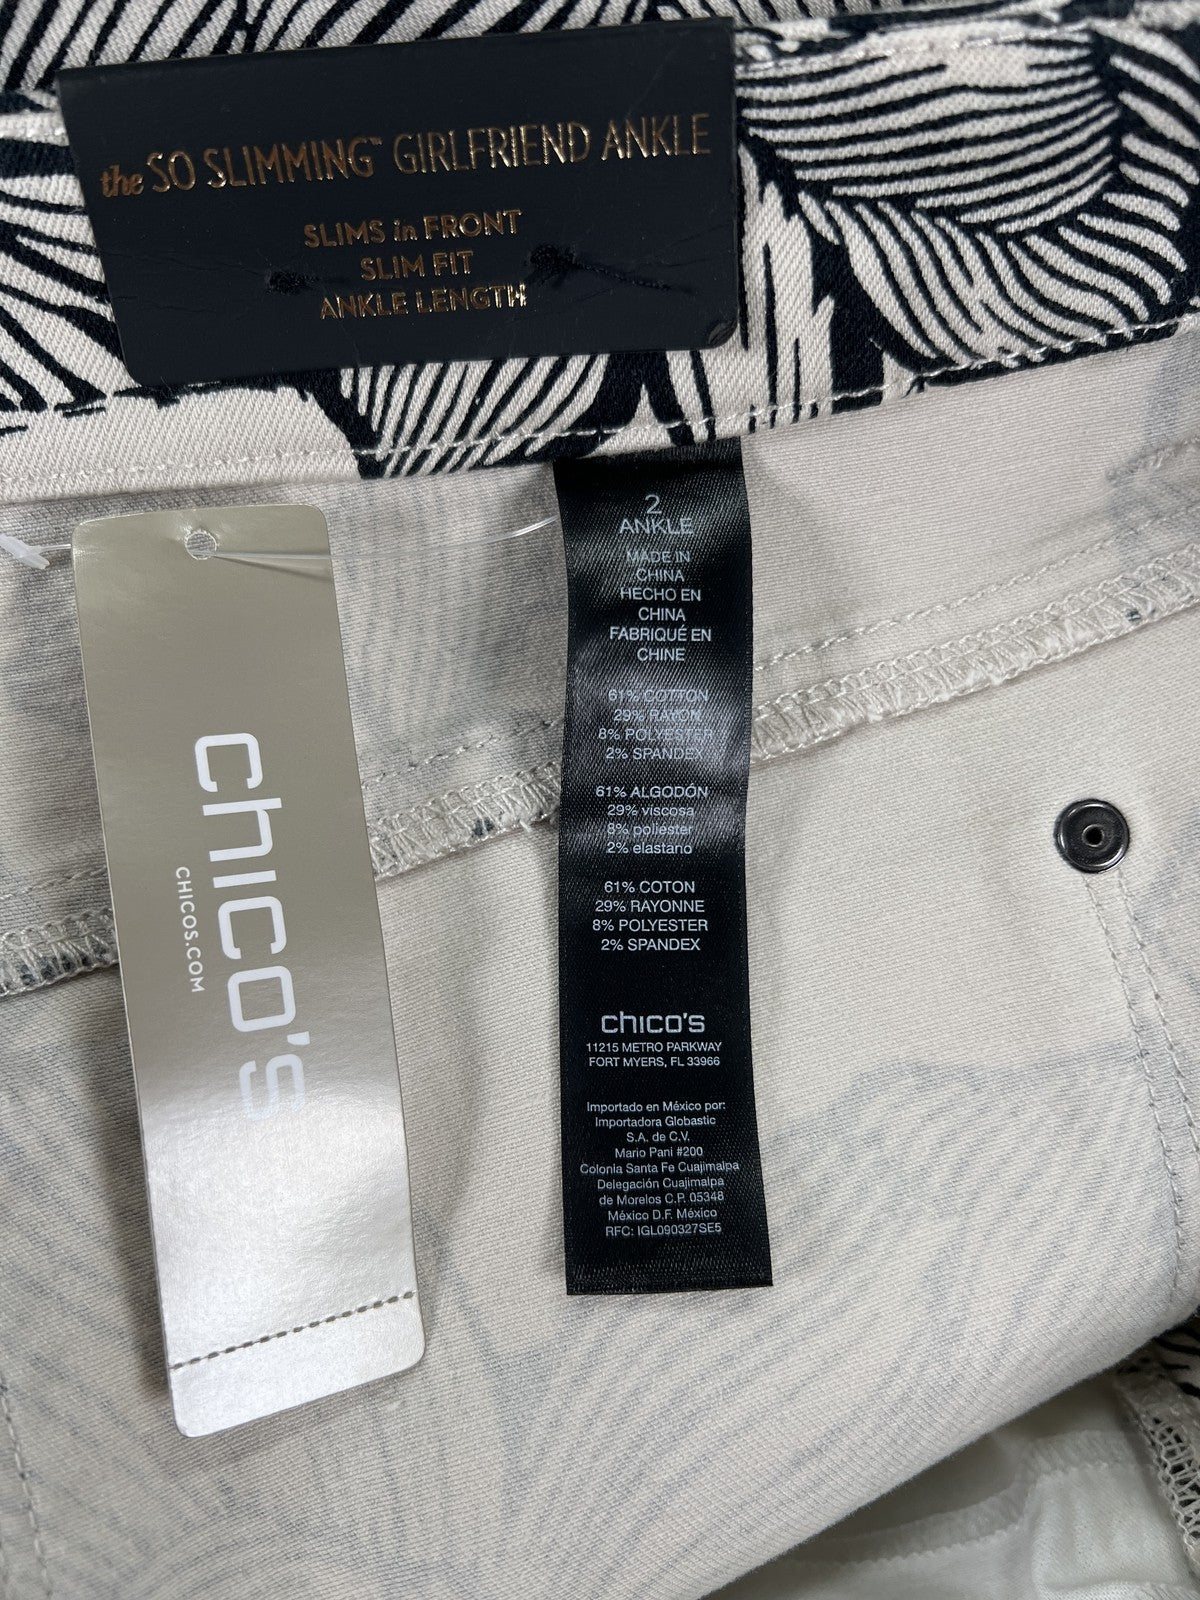 the SO SLIMMING™ GIRLFRIEND ANKLE
SLIMS in FRONT
SLIM FIT
ANKLE LENGTH
chico's
CHICOS.COM
2
ANKLE
MADE IN
CHINA
HECHO EN
CHINA
FABRIQUÉ EN
CHINE
61% COTTON
29% RAYON
8% POLYESTER
2% SPANDEX
61% ALGODÓN
29% viscosa
8% poliester
2% elastano
61% COTON
29% RAYONNE
8% POLYESTER
2% SPANDEX
chico's
11215 METRO PARKWAY
FORT MYERS, FL 33966
Importado en México por:
Importadora Globastic
S.A. de C.V.
Mario Pani #200
Colonia Santa Fe Cuajimalpa
Delegación Cuajimalpa
de Morelos C.P. 05348
México D.F. México
RFC: IGL090327SE5